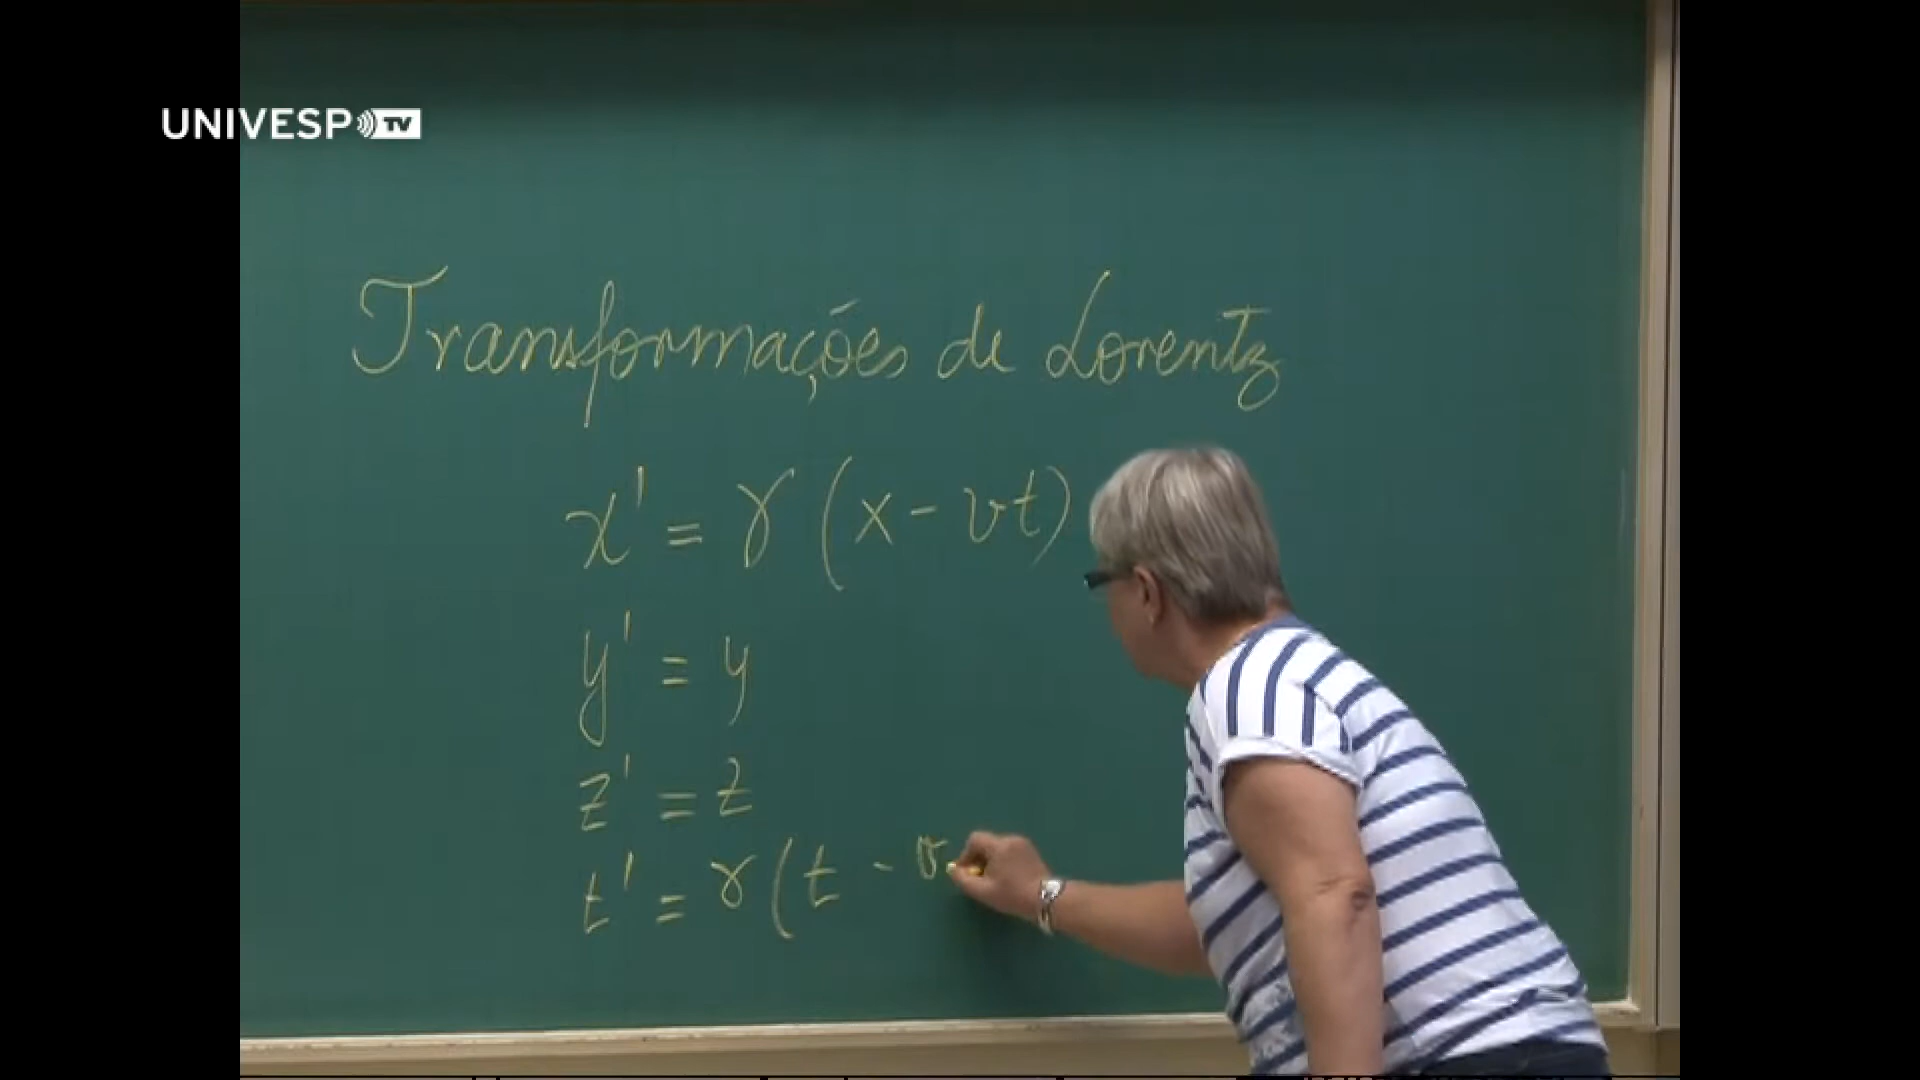 UNIVESP TV
Transformações de Lorentz
x' = γ (x - vt)
y' = y
z' = z
t' = γ (t - v